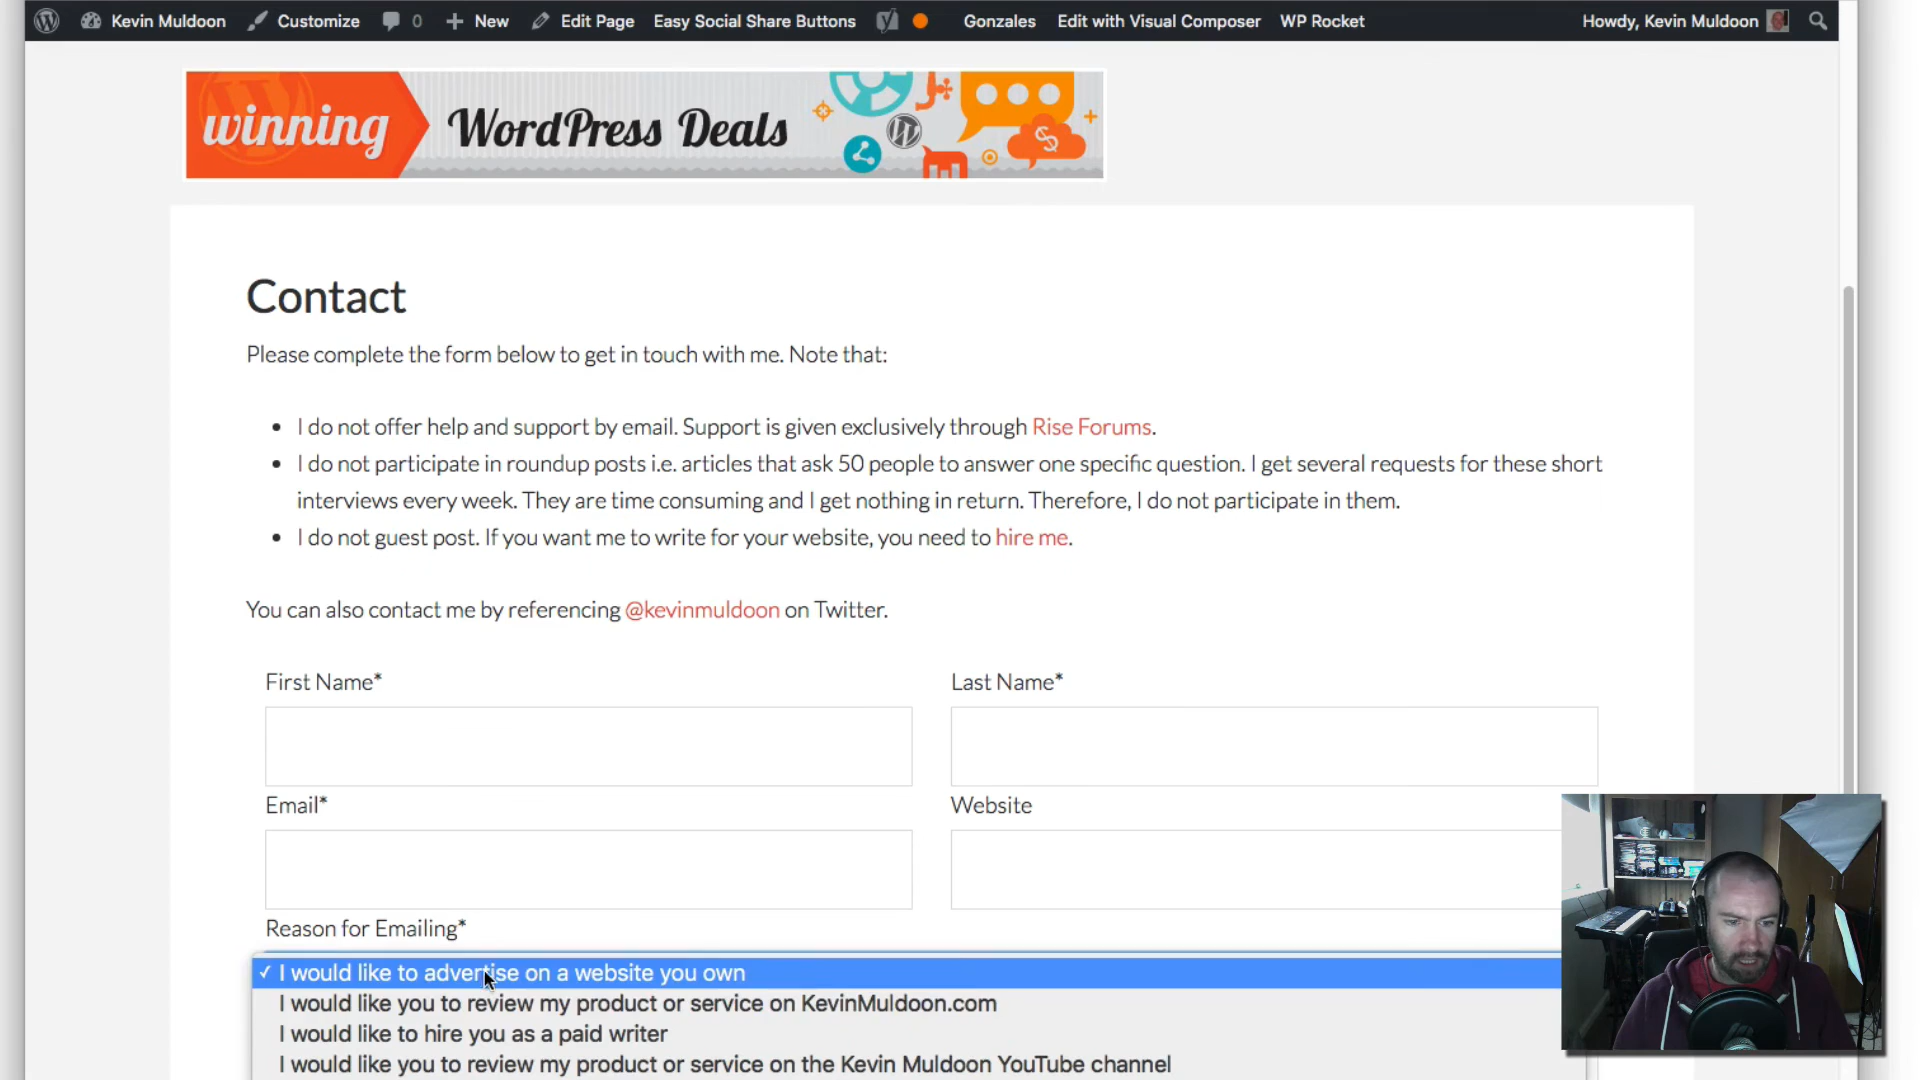 Kevin Muldoon Customize 0 New Edit Page Easy Social Share Buttons Gonzales Edit with Visual Composer WP Rocket Howdy, Kevin Muldoon
winning WordPress Deals
Contact
Please complete the form below to get in touch with me. Note that:
• I do not offer help and support by email. Support is given exclusively through Rise Forums.
• I do not participate in roundup posts i.e. articles that ask 50 people to answer one specific question. I get several requests for these short
interviews every week. They are time consuming and I get nothing in return. Therefore, I do not participate in them.
• I do not guest post. If you want me to write for your website, you need to hire me.
You can also contact me by referencing @kevinmuldoon on Twitter.
First Name* Last Name*
Email* Website
Reason for Emailing*
✓ I would like to advertise on a website you own
I would like you to review my product or service on KevinMuldoon.com
I would like to hire you as a paid writer
I would like you to review my product or service on the Kevin Muldoon YouTube channel